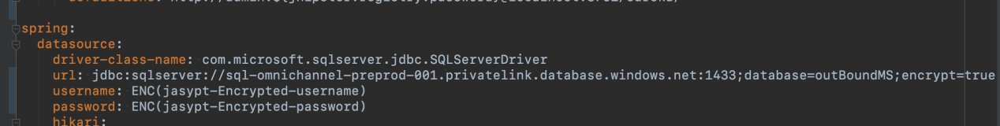 spring:
datasource:
driver-class-name: com.microsoft.sqlserver.jdbc.SQLServerDriver
url: jdbc:sqlserver://sql-omnichannel-preprod-001.privatelink.database.windows.net:1433;database=outBoundMS;encrypt=true
username: ENC(jasypt-Encrypted-username)
password: ENC(jasypt-Encrypted-password)
hikari: